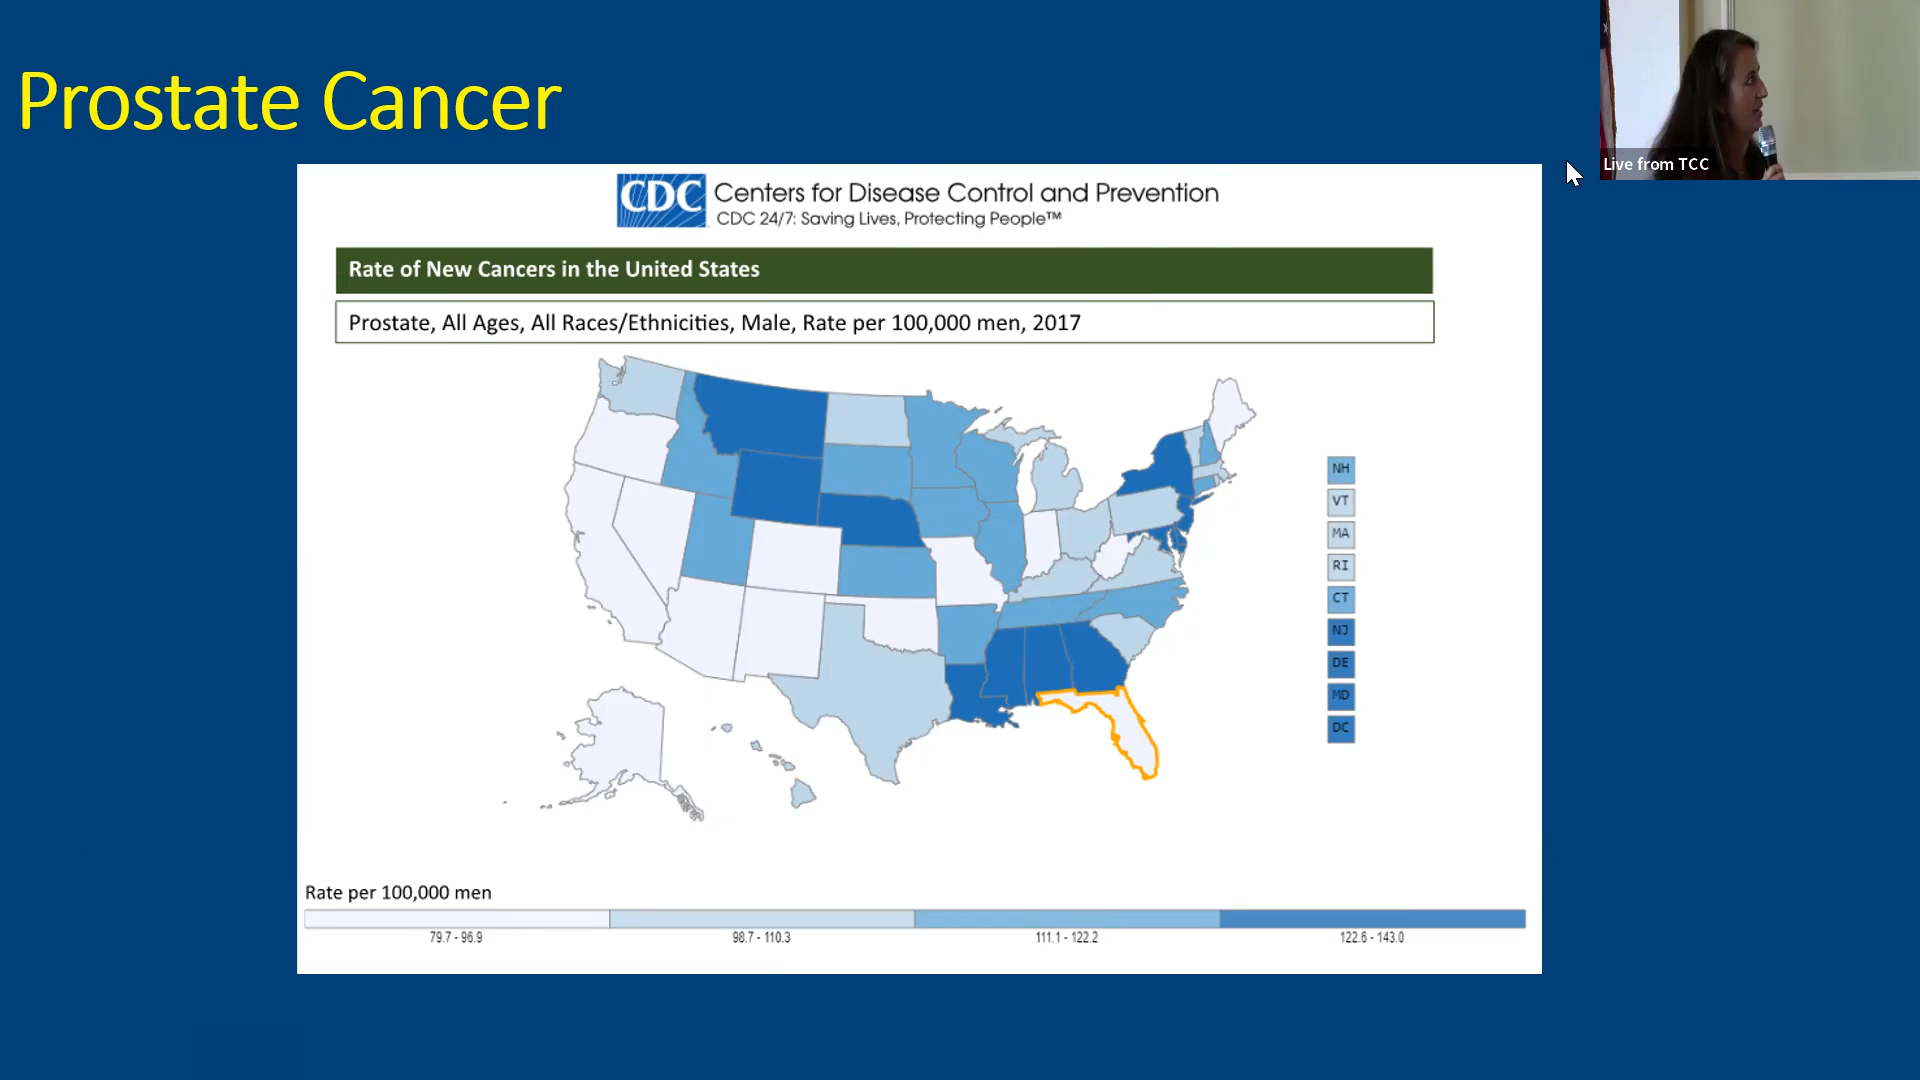 Prostate Cancer
Live from TCC
CDC Centers for Disease Control and Prevention
CDC 24/7: Saving Lives, Protecting People™
Rate of New Cancers in the United States
Prostate, All Ages, All Races/Ethnicities, Male, Rate per 100,000 men, 2017
NH
VT
MA
RI
CT
NJ
DE
MD
DC
Rate per 100,000 men
79.7 - 96.9 98.7 - 110.3 111.1 - 122.2 122.6 - 143.0